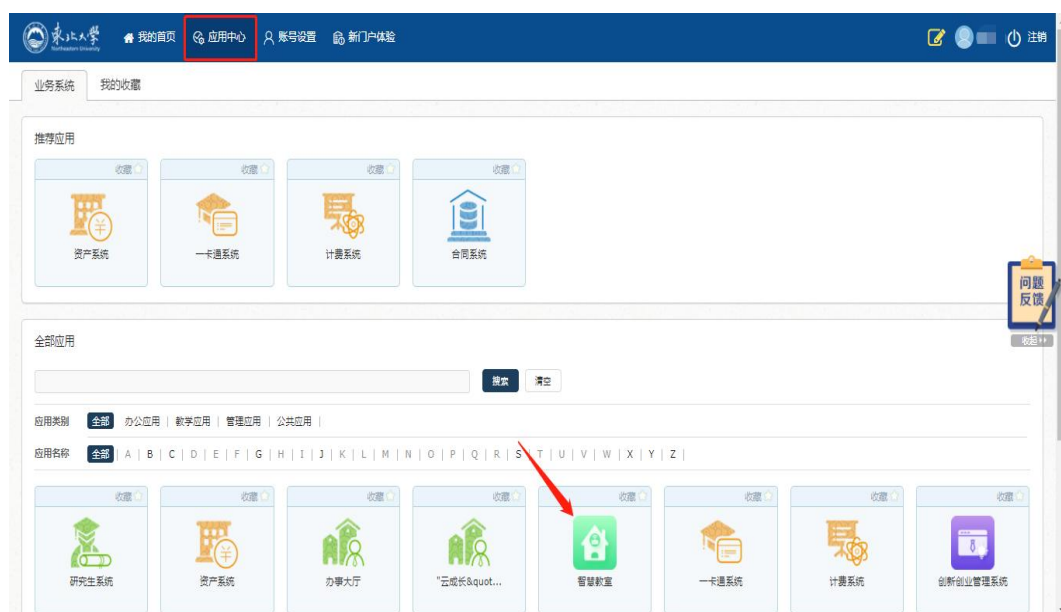 東北大學 我的首页 应用中心 账号设置 新门户体验 注销
Northeastern University
业务系统 我的收藏
推荐应用
收藏 收藏 收藏 收藏
资产系统 一卡通系统 计费系统 合同系统
问题
反馈
收起
全部应用
搜索 清空
应用类别 全部 办公应用 | 教学应用 | 管理应用 | 公共应用 |
应用名称 全部 | A | B | C | D | E | F | G | H | I | J | K | L | M | N | O | P | Q | R | S | T | U | V | W | X | Y | Z |
收藏 收藏 收藏 收藏 收藏 收藏 收藏 收藏
研究生系统 资产系统 办事大厅 "云成长&quot... 智慧教室 一卡通系统 计费系统 创新创业管理系统